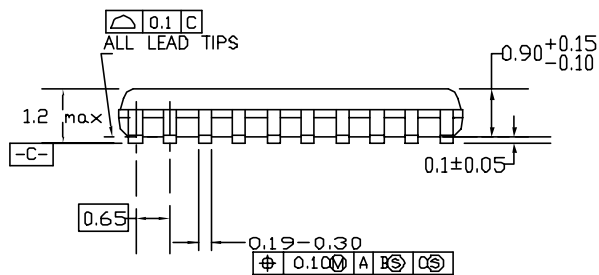 ⌓ 0.1 C
ALL LEAD TIPS
0.90 +0.15 -0.10
1.2 max
-C-
0.1±0.05
0.65
0.19-0.30
⌖ 0.10Ⓜ A BⓈ CⓈ